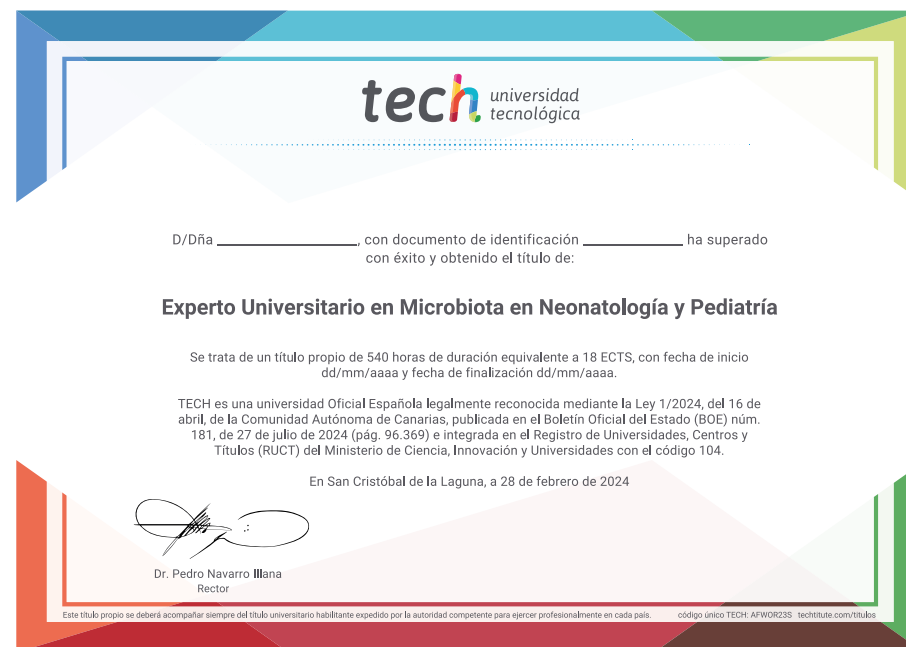 tech universidad
tecnológica
D/Dña ____________________, con documento de identificación ______________ ha superado
con éxito y obtenido el título de:
Experto Universitario en Microbiota en Neonatología y Pediatría
Se trata de un título propio de 540 horas de duración equivalente a 18 ECTS, con fecha de inicio
dd/mm/aaaa y fecha de finalización dd/mm/aaaa.
TECH es una universidad Oficial Española legalmente reconocida mediante la Ley 1/2024, del 16 de
abril, de la Comunidad Autónoma de Canarias, publicada en el Boletín Oficial del Estado (BOE) núm.
181, de 27 de julio de 2024 (pág. 96.369) e integrada en el Registro de Universidades, Centros y
Títulos (RUCT) del Ministerio de Ciencia, Innovación y Universidades con el código 104.
En San Cristóbal de la Laguna, a 28 de febrero de 2024
Dr. Pedro Navarro Illana
Rector
Este título propio se deberá acompañar siempre del título universitario habilitante expedido por la autoridad competente para ejercer profesionalmente en cada país. código único TECH: AFWOR23S techtitute.com/titulos